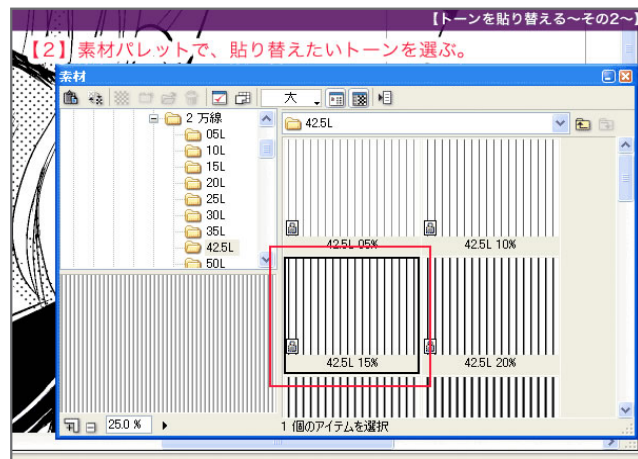 【トーンを貼り替える〜その2〜】
【2】素材パレットで、貼り替えたいトーンを選ぶ。
素材
大
2 万線
05L
10L
15L
20L
25L
30L
35L
42.5L
50L
42.5L
42.5L 05%
42.5L 10%
42.5L 15%
42.5L 20%
25.0 %
1 個のアイテムを選択